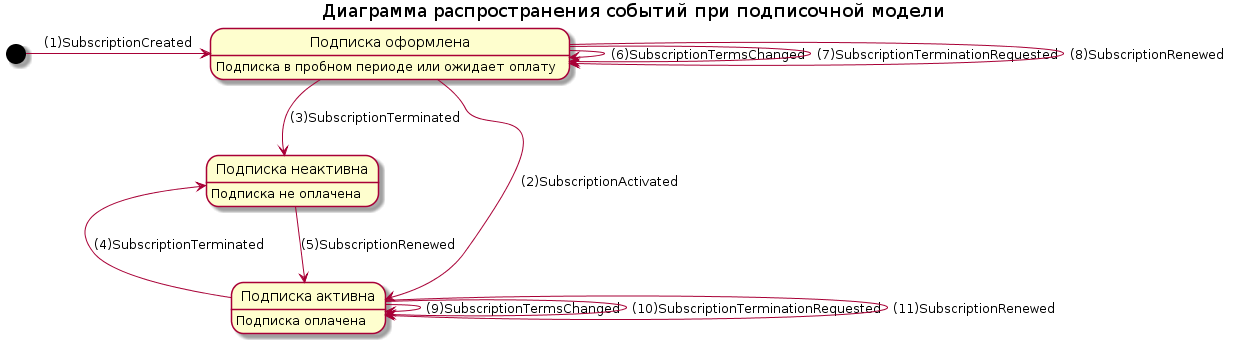 Диаграмма распространения событий при подписочной модели
(1)SubscriptionCreated
Подписка оформлена
Подписка в пробном периоде или ожидает оплату
(6)SubscriptionTermsChanged
(7)SubscriptionTerminationRequested
(8)SubscriptionRenewed
(3)SubscriptionTerminated
Подписка неактивна
Подписка не оплачена
(2)SubscriptionActivated
(4)SubscriptionTerminated
(5)SubscriptionRenewed
Подписка активна
Подписка оплачена
(9)SubscriptionTermsChanged
(10)SubscriptionTerminationRequested
(11)SubscriptionRenewed